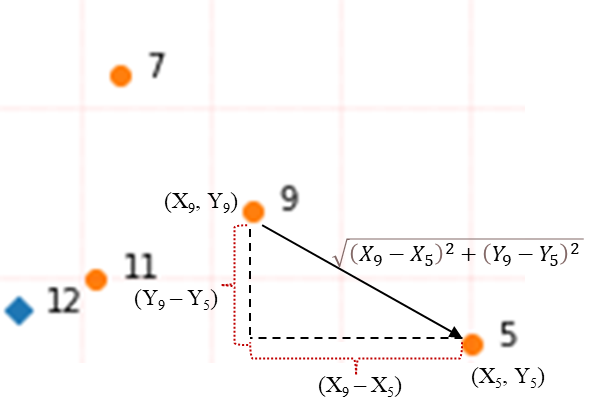 7
9
(X₉, Y₉)
√(X₉ − X₅)² + (Y₉ − Y₅)²
11
12
(Y₉ – Y₅)
5
(X₅, Y₅)
(X₉ – X₅)